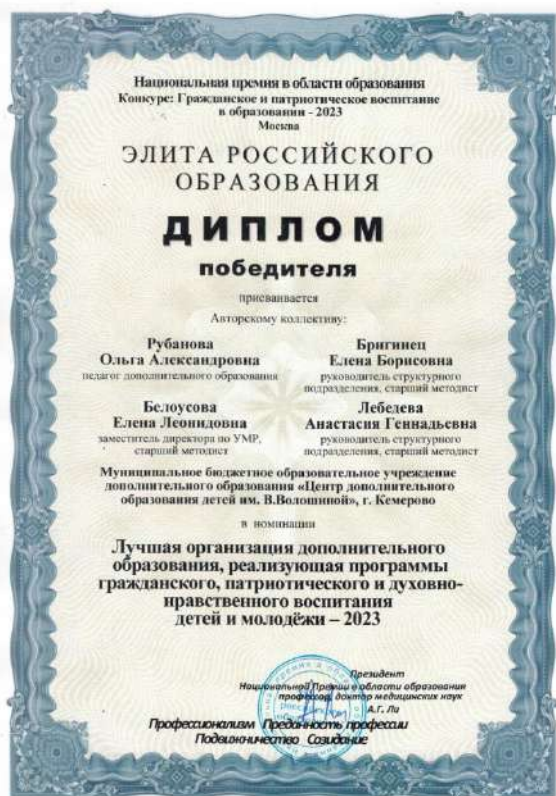 Национальная премия в области образования
Конкурс: Гражданское и патриотическое воспитание
в образовании - 2023
Москва
ЭЛИТА РОССИЙСКОГО
ОБРАЗОВАНИЯ
ДИПЛОМ
победителя
присваивается
Авторскому коллективу:
Рубанова
Ольга Александровна
педагог дополнительного образования
Бригинец
Елена Борисовна
руководитель структурного
подразделения, старший методист
Белоусова
Елена Леонидовна
заместитель директора по УМР,
старший методист
Лебедева
Анастасия Геннадьевна
руководитель структурного
подразделения, старший методист
Муниципальное бюджетное образовательное учреждение
дополнительного образования «Центр дополнительного
образования детей им. В.Волошиной», г. Кемерово
в номинации
Лучшая организация дополнительного
образования, реализующая программы
гражданского, патриотического и духовно-
нравственного воспитания
детей и молодёжи – 2023
Президент
Национальной Премии в области образования
профессор, доктор медицинских наук
А.Г. Ли
Профессионализм Преданность профессии
Подвижничество Созидание